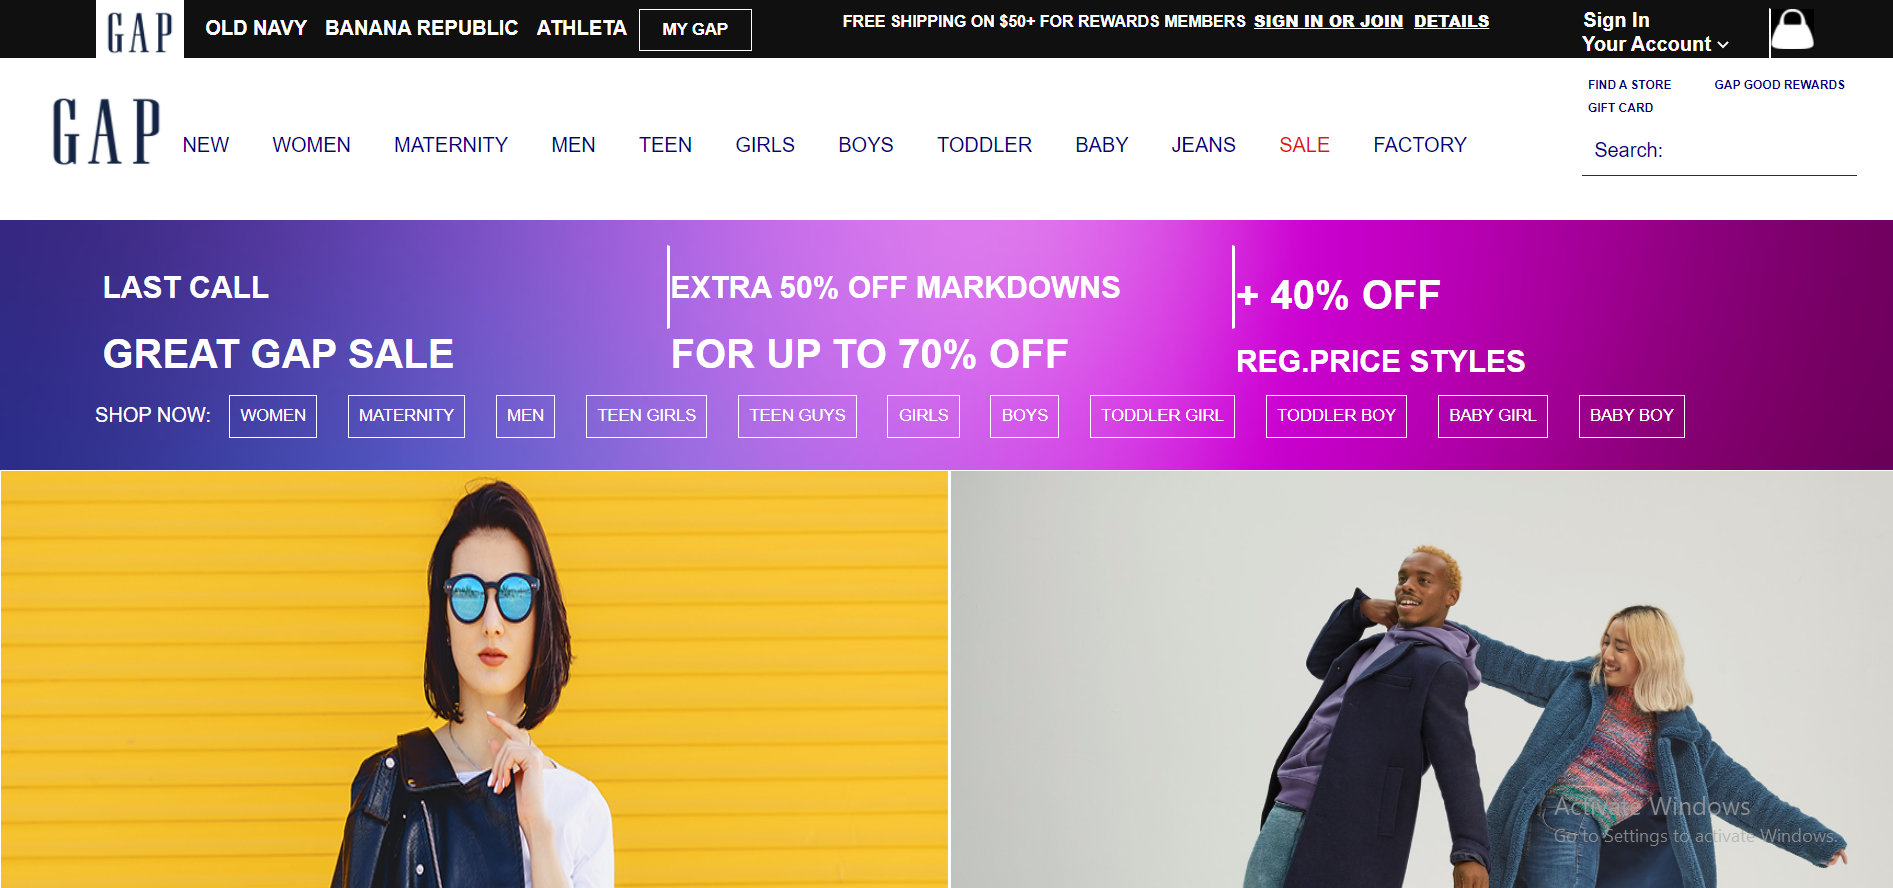 GAP
OLD NAVY BANANA REPUBLIC ATHLETA MY GAP
FREE SHIPPING ON $50+ FOR REWARDS MEMBERS SIGN IN OR JOIN DETAILS
Sign In
Your Account
FIND A STORE GAP GOOD REWARDS
GIFT CARD
GAP
NEW WOMEN MATERNITY MEN TEEN GIRLS BOYS TODDLER BABY JEANS SALE FACTORY
Search:
LAST CALL
GREAT GAP SALE
EXTRA 50% OFF MARKDOWNS
FOR UP TO 70% OFF
+ 40% OFF
REG.PRICE STYLES
SHOP NOW: WOMEN MATERNITY MEN TEEN GIRLS TEEN GUYS GIRLS BOYS TODDLER GIRL TODDLER BOY BABY GIRL BABY BOY
Activate Windows
Go to Settings to activate Windows.